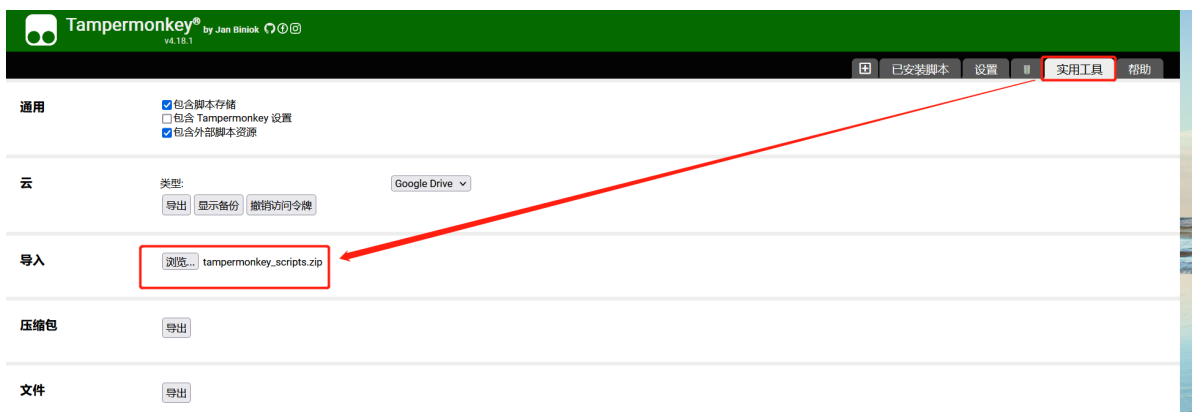 Tampermonkey® by Jan Biniok
v4.18.1
已安装脚本 设置 实用工具 帮助
通用
包含脚本存储
包含 Tampermonkey 设置
包含外部脚本资源
云
类型:
Google Drive
导出 显示备份 撤销访问令牌
导入
浏览... tampermonkey_scripts.zip
压缩包
导出
文件
导出